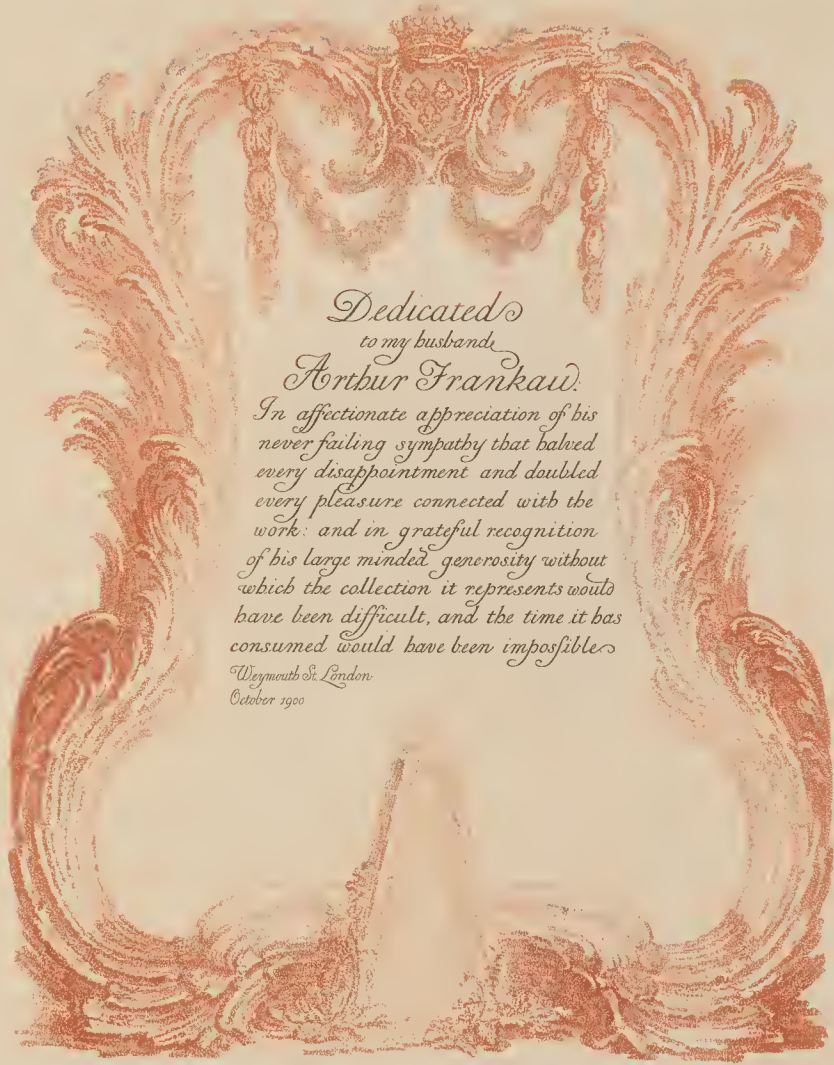 Dedicated
to my husband
Arthur Frankau.
In affectionate appreciation of his
never failing sympathy that halved
every disappointment and doubled
every pleasure connected with the
work: and in grateful recognition
of his large minded generosity without
which the collection it represents would
have been difficult, and the time it has
consumed would have been impoſsible
Weymouth St. London
October 1900